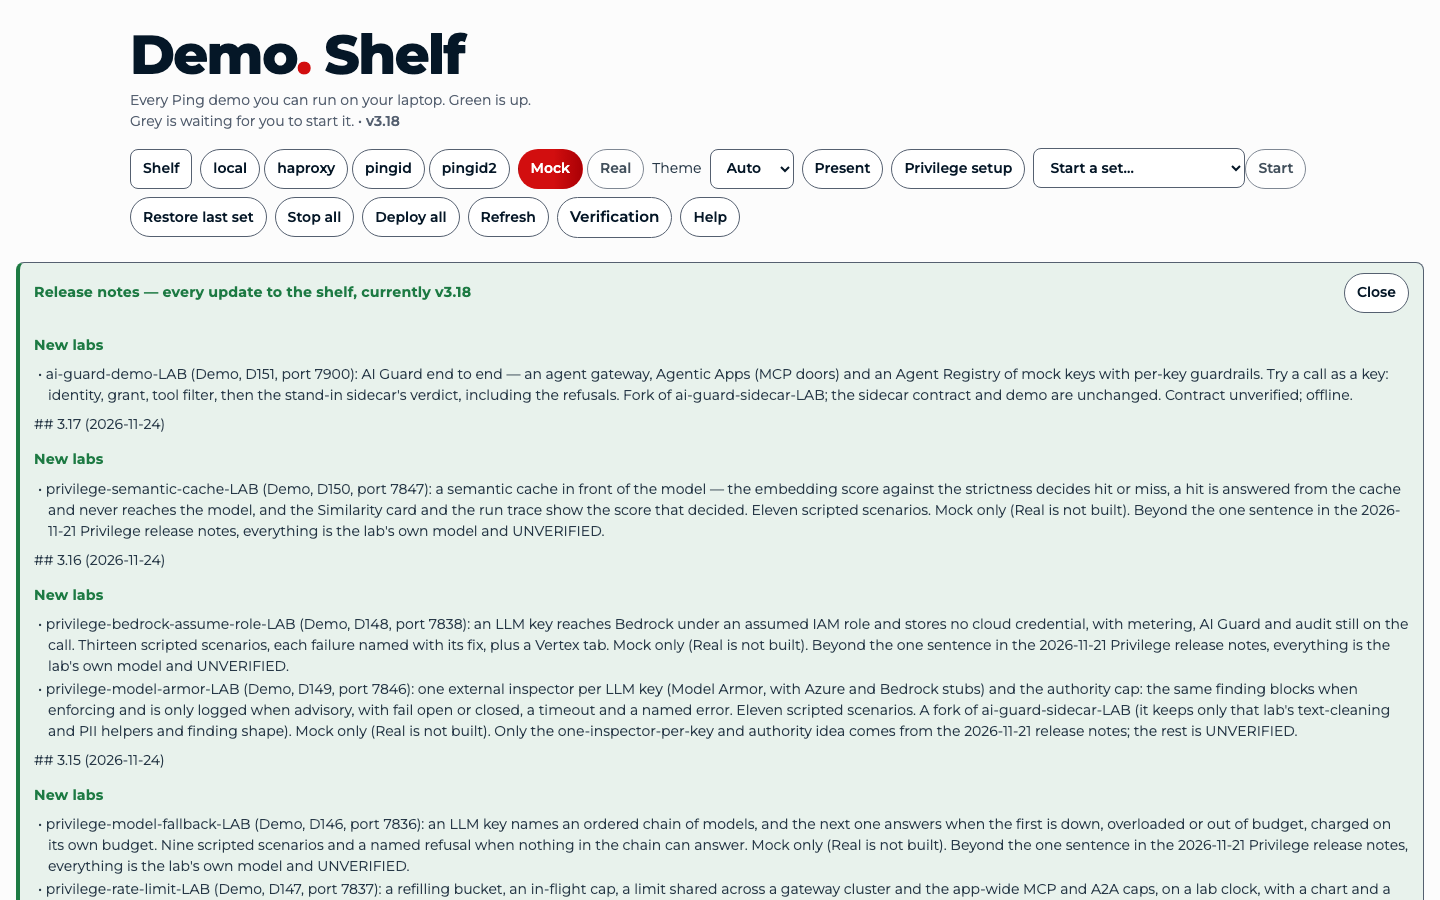 Demo. Shelf
Every Ping demo you can run on your laptop. Green is up.
Grey is waiting for you to start it. • v3.18
Shelf local haproxy pingid pingid2 Mock Real Theme Auto Present Privilege setup Start a set... Start
Restore last set Stop all Deploy all Refresh Verification Help
Release notes — every update to the shelf, currently v3.18 Close
New labs
• ai-guard-demo-LAB (Demo, D151, port 7900): AI Guard end to end — an agent gateway, Agentic Apps (MCP doors) and an Agent Registry of mock keys with per-key guardrails. Try a call as a key:
identity, grant, tool filter, then the stand-in sidecar's verdict, including the refusals. Fork of ai-guard-sidecar-LAB; the sidecar contract and demo are unchanged. Contract unverified; offline.
## 3.17 (2026-11-24)
New labs
• privilege-semantic-cache-LAB (Demo, D150, port 7847): a semantic cache in front of the model — the embedding score against the strictness decides hit or miss, a hit is answered from the cache
and never reaches the model, and the Similarity card and the run trace show the score that decided. Eleven scripted scenarios. Mock only (Real is not built). Beyond the one sentence in the 2026-
11-21 Privilege release notes, everything is the lab's own model and UNVERIFIED.
## 3.16 (2026-11-24)
New labs
• privilege-bedrock-assume-role-LAB (Demo, D148, port 7838): an LLM key reaches Bedrock under an assumed IAM role and stores no cloud credential, with metering, AI Guard and audit still on the
call. Thirteen scripted scenarios, each failure named with its fix, plus a Vertex tab. Mock only (Real is not built). Beyond the one sentence in the 2026-11-21 Privilege release notes, everything is the
lab's own model and UNVERIFIED.
• privilege-model-armor-LAB (Demo, D149, port 7846): one external inspector per LLM key (Model Armor, with Azure and Bedrock stubs) and the authority cap: the same finding blocks when
enforcing and is only logged when advisory, with fail open or closed, a timeout and a named error. Eleven scripted scenarios. A fork of ai-guard-sidecar-LAB (it keeps only that lab's text-cleaning
and PII helpers and finding shape). Mock only (Real is not built). Only the one-inspector-per-key and authority idea comes from the 2026-11-21 release notes; the rest is UNVERIFIED.
## 3.15 (2026-11-24)
New labs
• privilege-model-fallback-LAB (Demo, D146, port 7836): an LLM key names an ordered chain of models, and the next one answers when the first is down, overloaded or out of budget, charged on
its own budget. Nine scripted scenarios and a named refusal when nothing in the chain can answer. Mock only (Real is not built). Beyond the one sentence in the 2026-11-21 Privilege release notes,
everything is the lab's own model and UNVERIFIED.
• privilege-rate-limit-LAB (Demo, D147, port 7837): a refilling bucket, an in-flight cap, a limit shared across a gateway cluster and the app-wide MCP and A2A caps, on a lab clock, with a chart and a